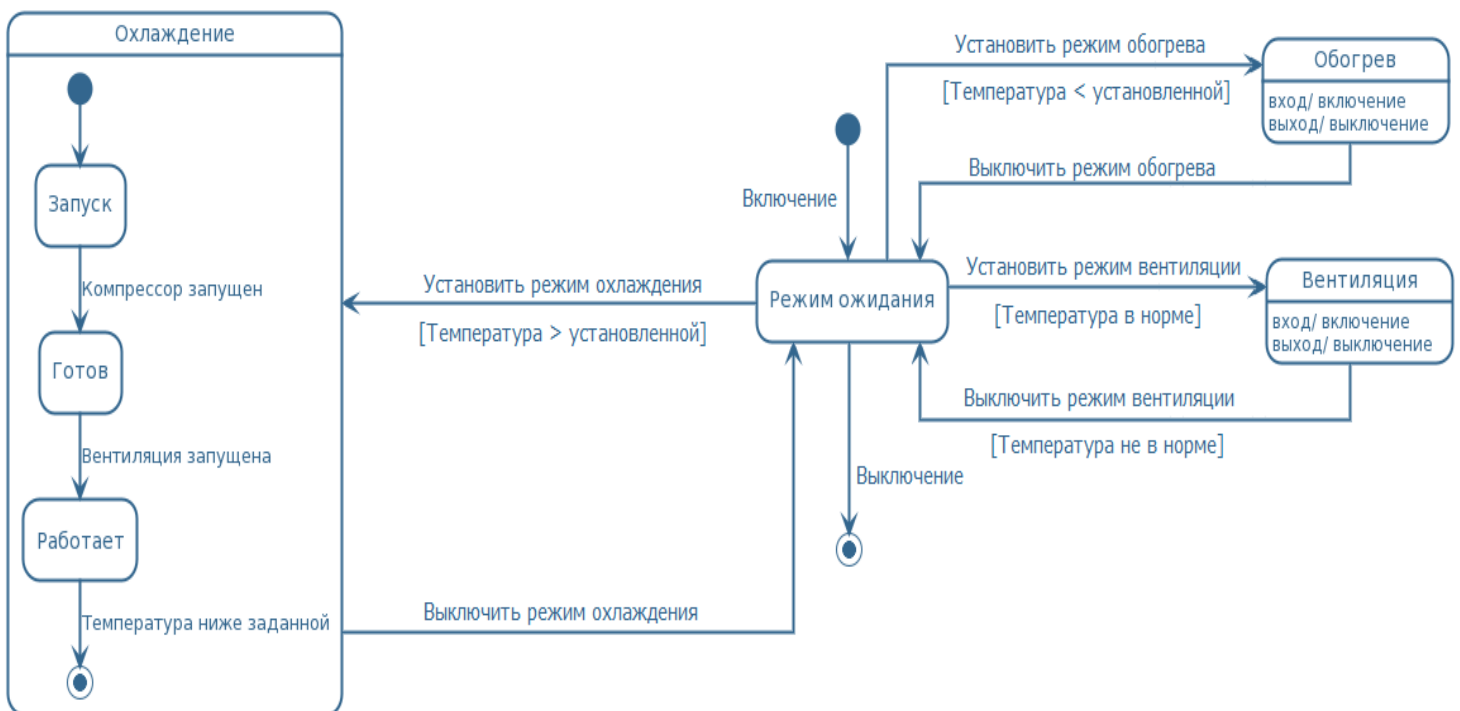 Охлаждение
Запуск
Компрессор запущен
Готов
Вентиляция запущена
Работает
Температура ниже заданной
Установить режим охлаждения
[Температура > установленной]
Выключить режим охлаждения
Включение
Режим ожидания
Выключение
Установить режим обогрева
[Температура < установленной]
Выключить режим обогрева
Обогрев
вход/ включение
выход/ выключение
Установить режим вентиляции
[Температура в норме]
Выключить режим вентиляции
[Температура не в норме]
Вентиляция
вход/ включение
выход/ выключение